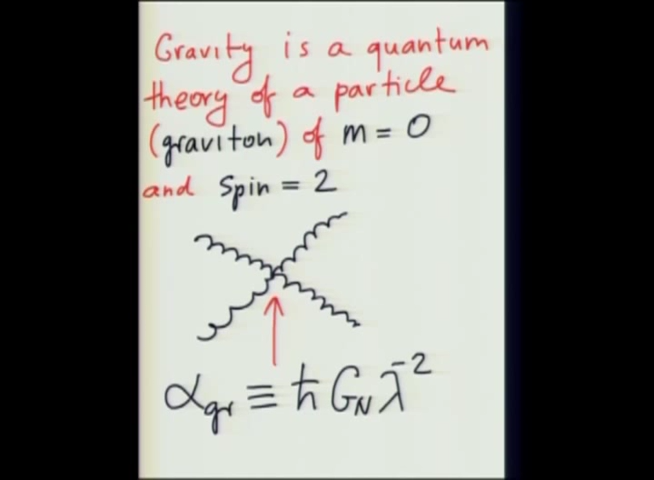 Gravity is a quantum
theory of a particle
(graviton) of m = 0
and spin = 2
α_gr ≡ ħ G_N λ^-2